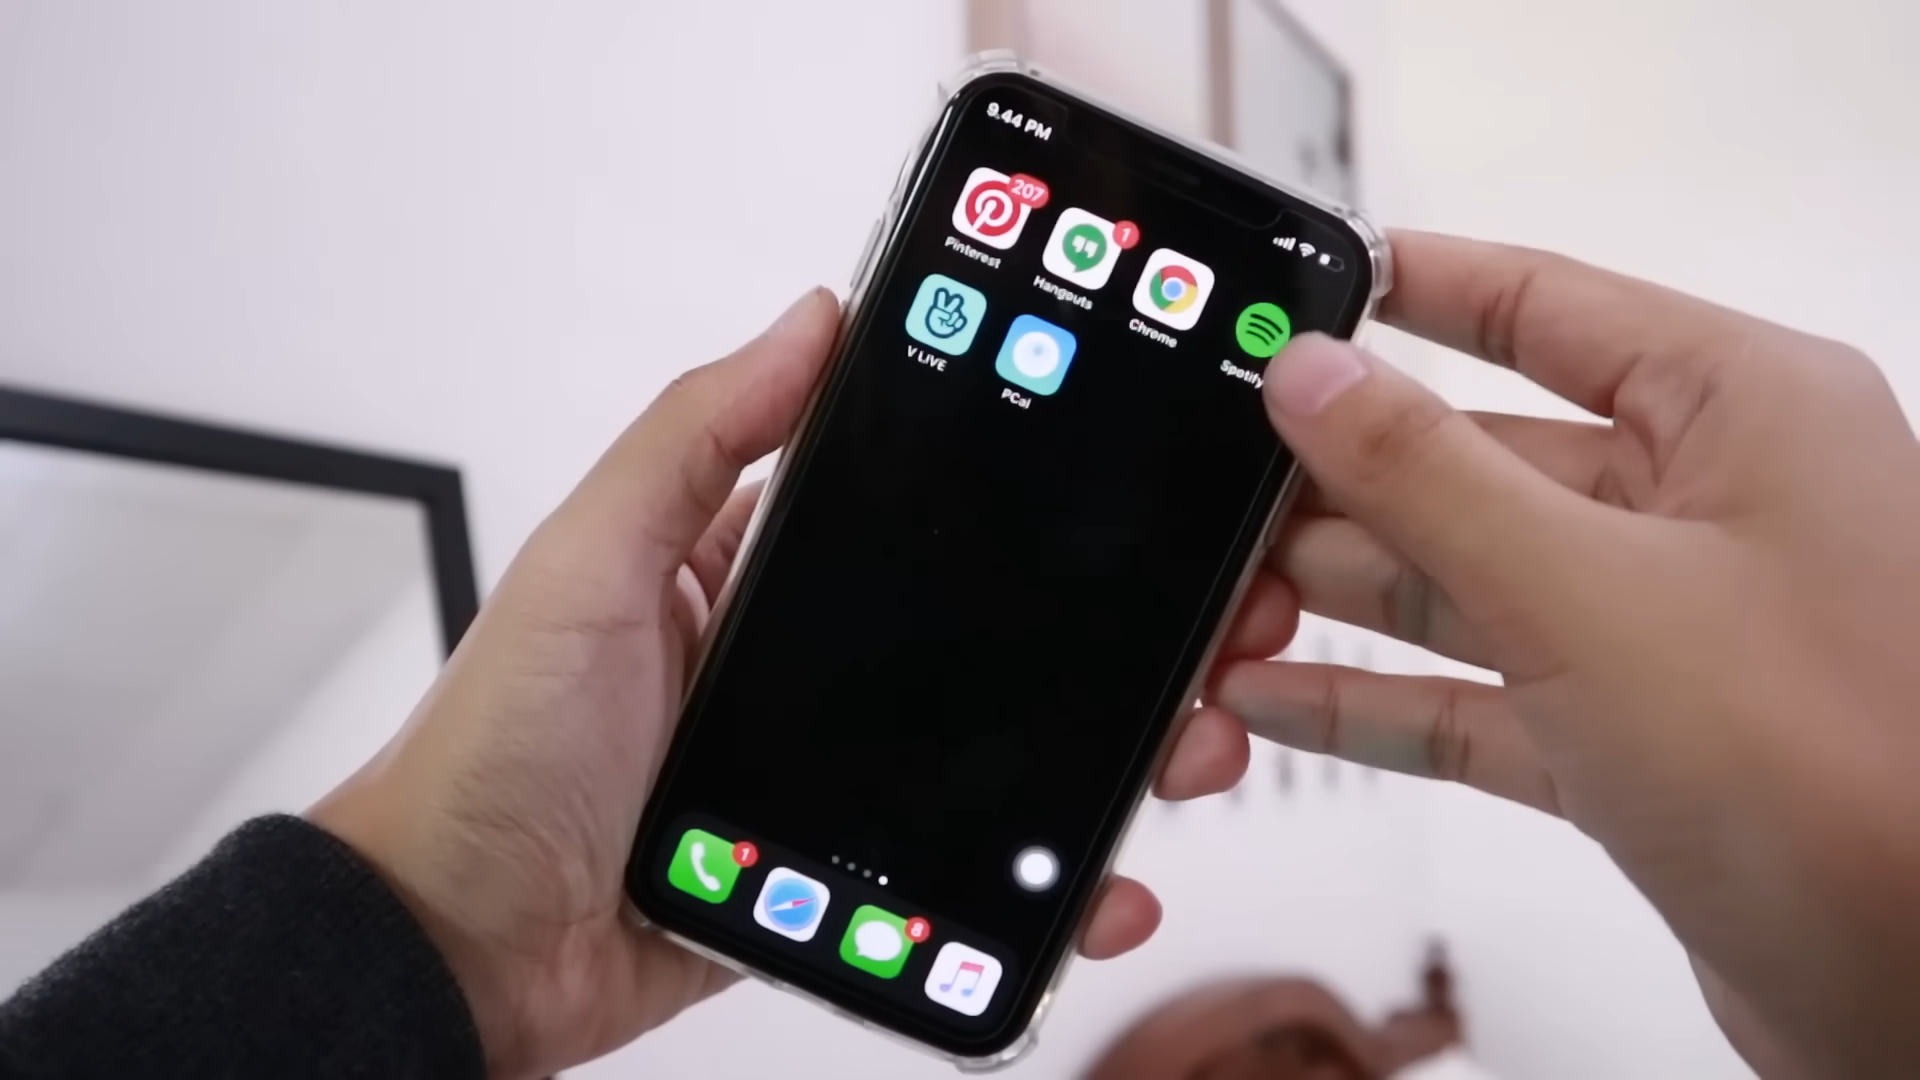 9.44 PM
207
1
Pinterest
Hangouts
Chrome
Spotify
V LIVE
PCal
1
8